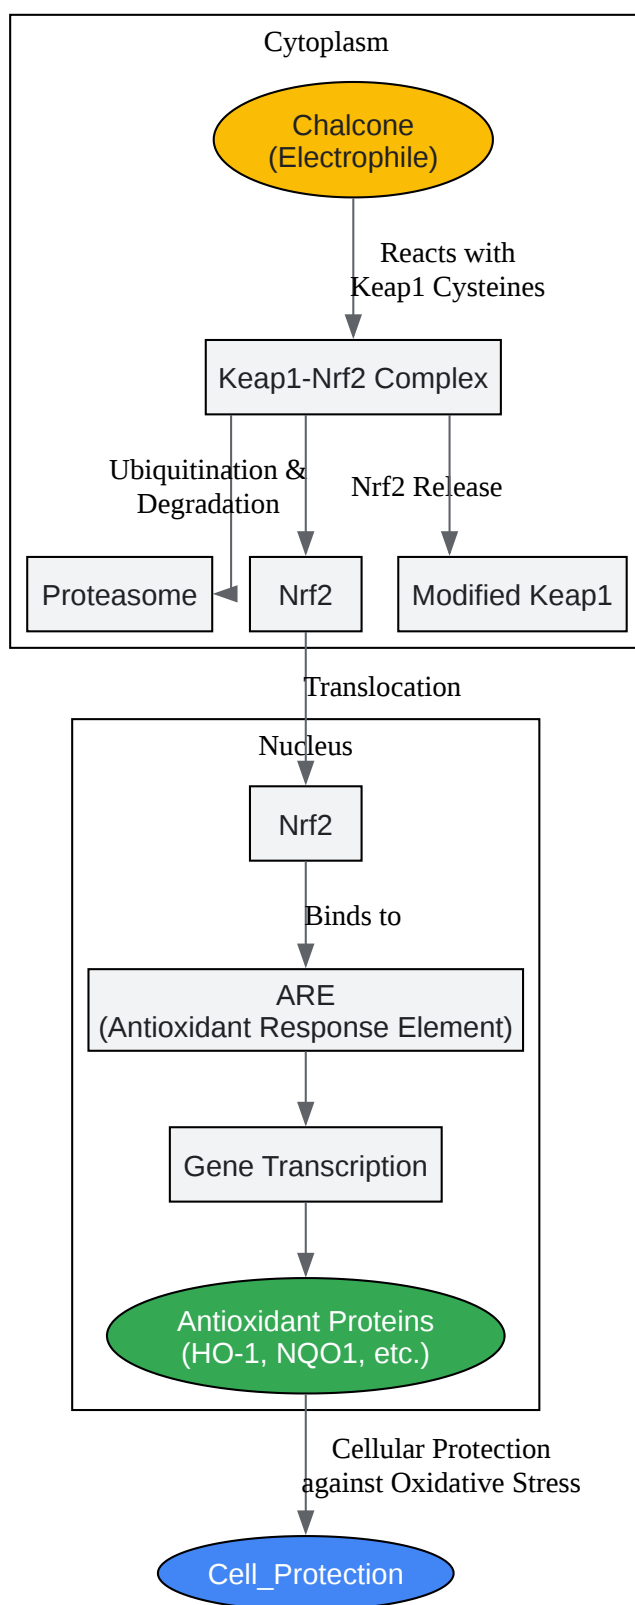 Cytoplasm
Chalcone
(Electrophile)
Reacts with
Keap1 Cysteines
Keap1-Nrf2 Complex
Ubiquitination &
Degradation
Nrf2 Release
Proteasome
Nrf2
Modified Keap1
Translocation
Nucleus
Nrf2
Binds to
ARE
(Antioxidant Response Element)
Gene Transcription
Antioxidant Proteins
(HO-1, NQO1, etc.)
Cellular Protection
against Oxidative Stress
Cell_Protection